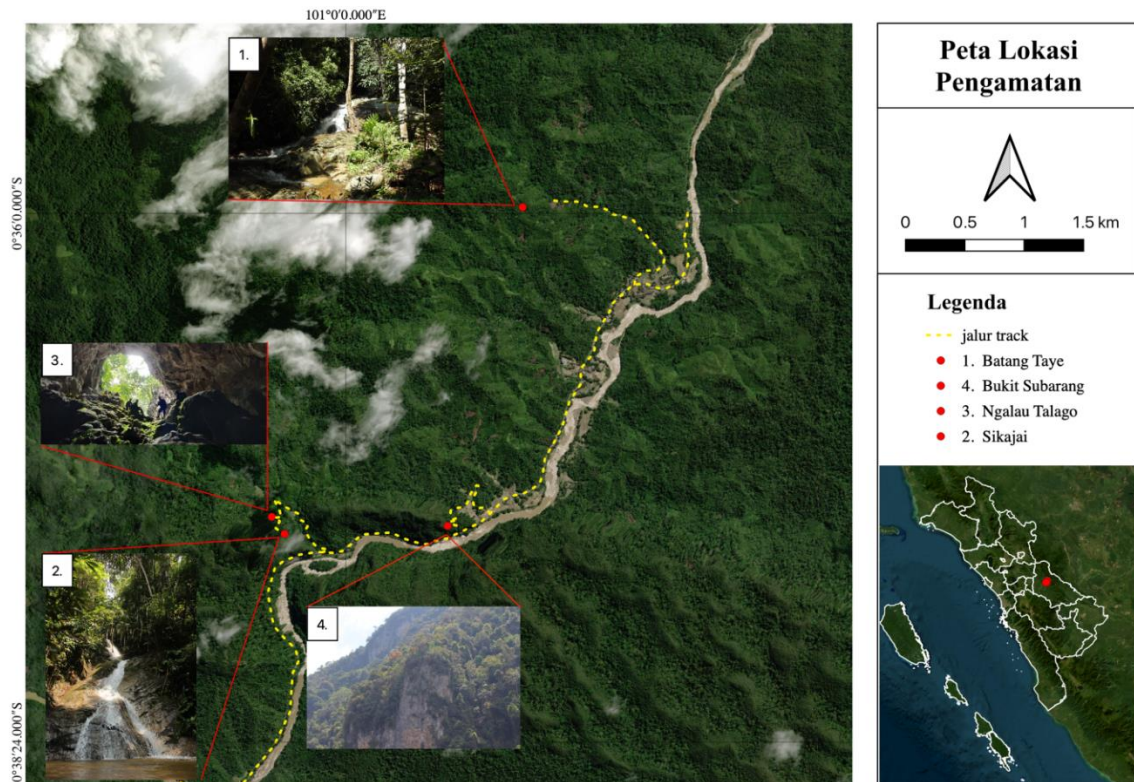 101°0'0.000"E
1.
0°36'0.000"S
3.
2.
4.
0°38'24.000"S
Peta Lokasi
Pengamatan
0 0.5 1 1.5 km
Legenda
jalur track
1. Batang Taye
4. Bukit Subarang
3. Ngalau Talago
2. Sikajai